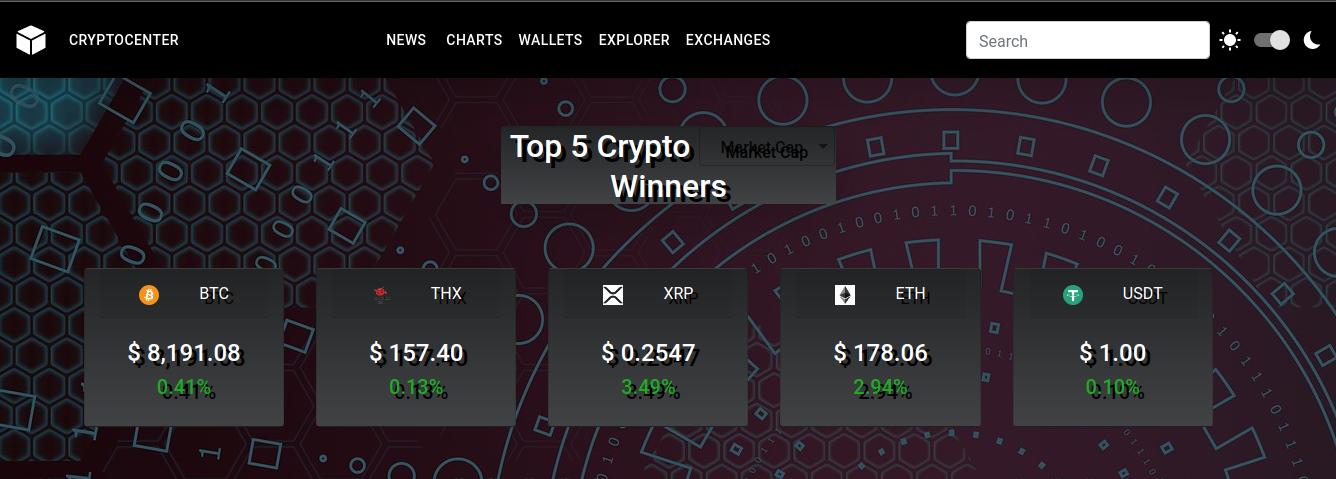 CRYPTOCENTER
NEWS CHARTS WALLETS EXPLORER EXCHANGES
Search
Top 5 Crypto
Winners
Market Cap
BTC
$ 8,191.08
0.41%
THX
$ 157.40
0.13%
XRP
$ 0.2547
3.49%
ETH
$ 178.06
2.94%
USDT
$ 1.00
0.10%